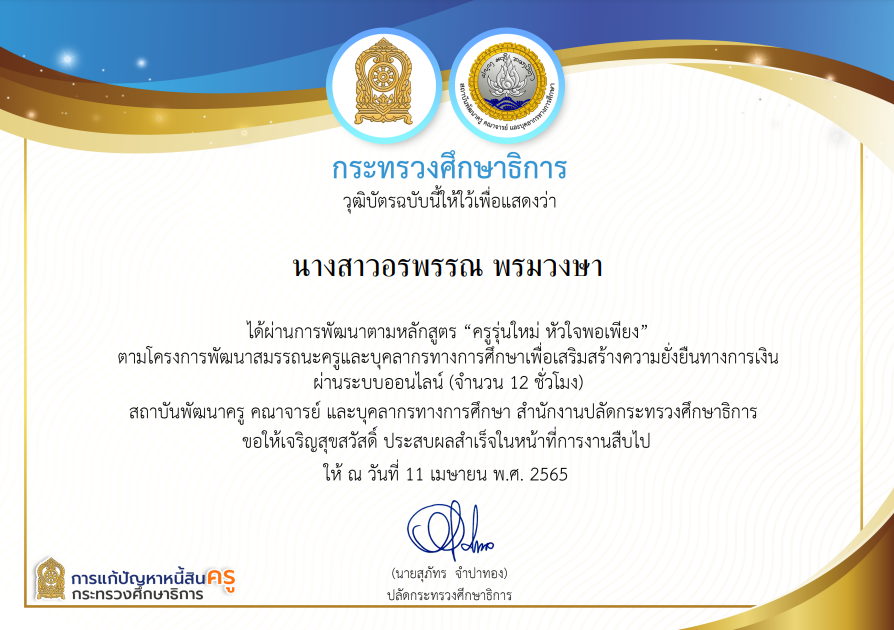 สถาบันพัฒนาครู คณาจารย์ และบุคลากรทางการศึกษา
กระทรวงศึกษาธิการ
วุฒิบัตรฉบับนี้ให้ไว้เพื่อแสดงว่า
นางสาวอรพรรณ พรมวงษา
ได้ผ่านการพัฒนาตามหลักสูตร “ครูรุ่นใหม่ หัวใจพอเพียง”
ตามโครงการพัฒนาสมรรถนะครูและบุคลากรทางการศึกษาเพื่อเสริมสร้างความยั่งยืนทางการเงิน
ผ่านระบบออนไลน์ (จำนวน 12 ชั่วโมง)
สถาบันพัฒนาครู คณาจารย์ และบุคลากรทางการศึกษา สำนักงานปลัดกระทรวงศึกษาธิการ
ขอให้เจริญสุขสวัสดิ์ ประสบผลสำเร็จในหน้าที่การงานสืบไป
ให้ ณ วันที่ 11 เมษายน พ.ศ. 2565
(นายสุภัทร จำปาทอง)
ปลัดกระทรวงศึกษาธิการ
การแก้ปัญหาหนี้สินครู
กระทรวงศึกษาธิการ